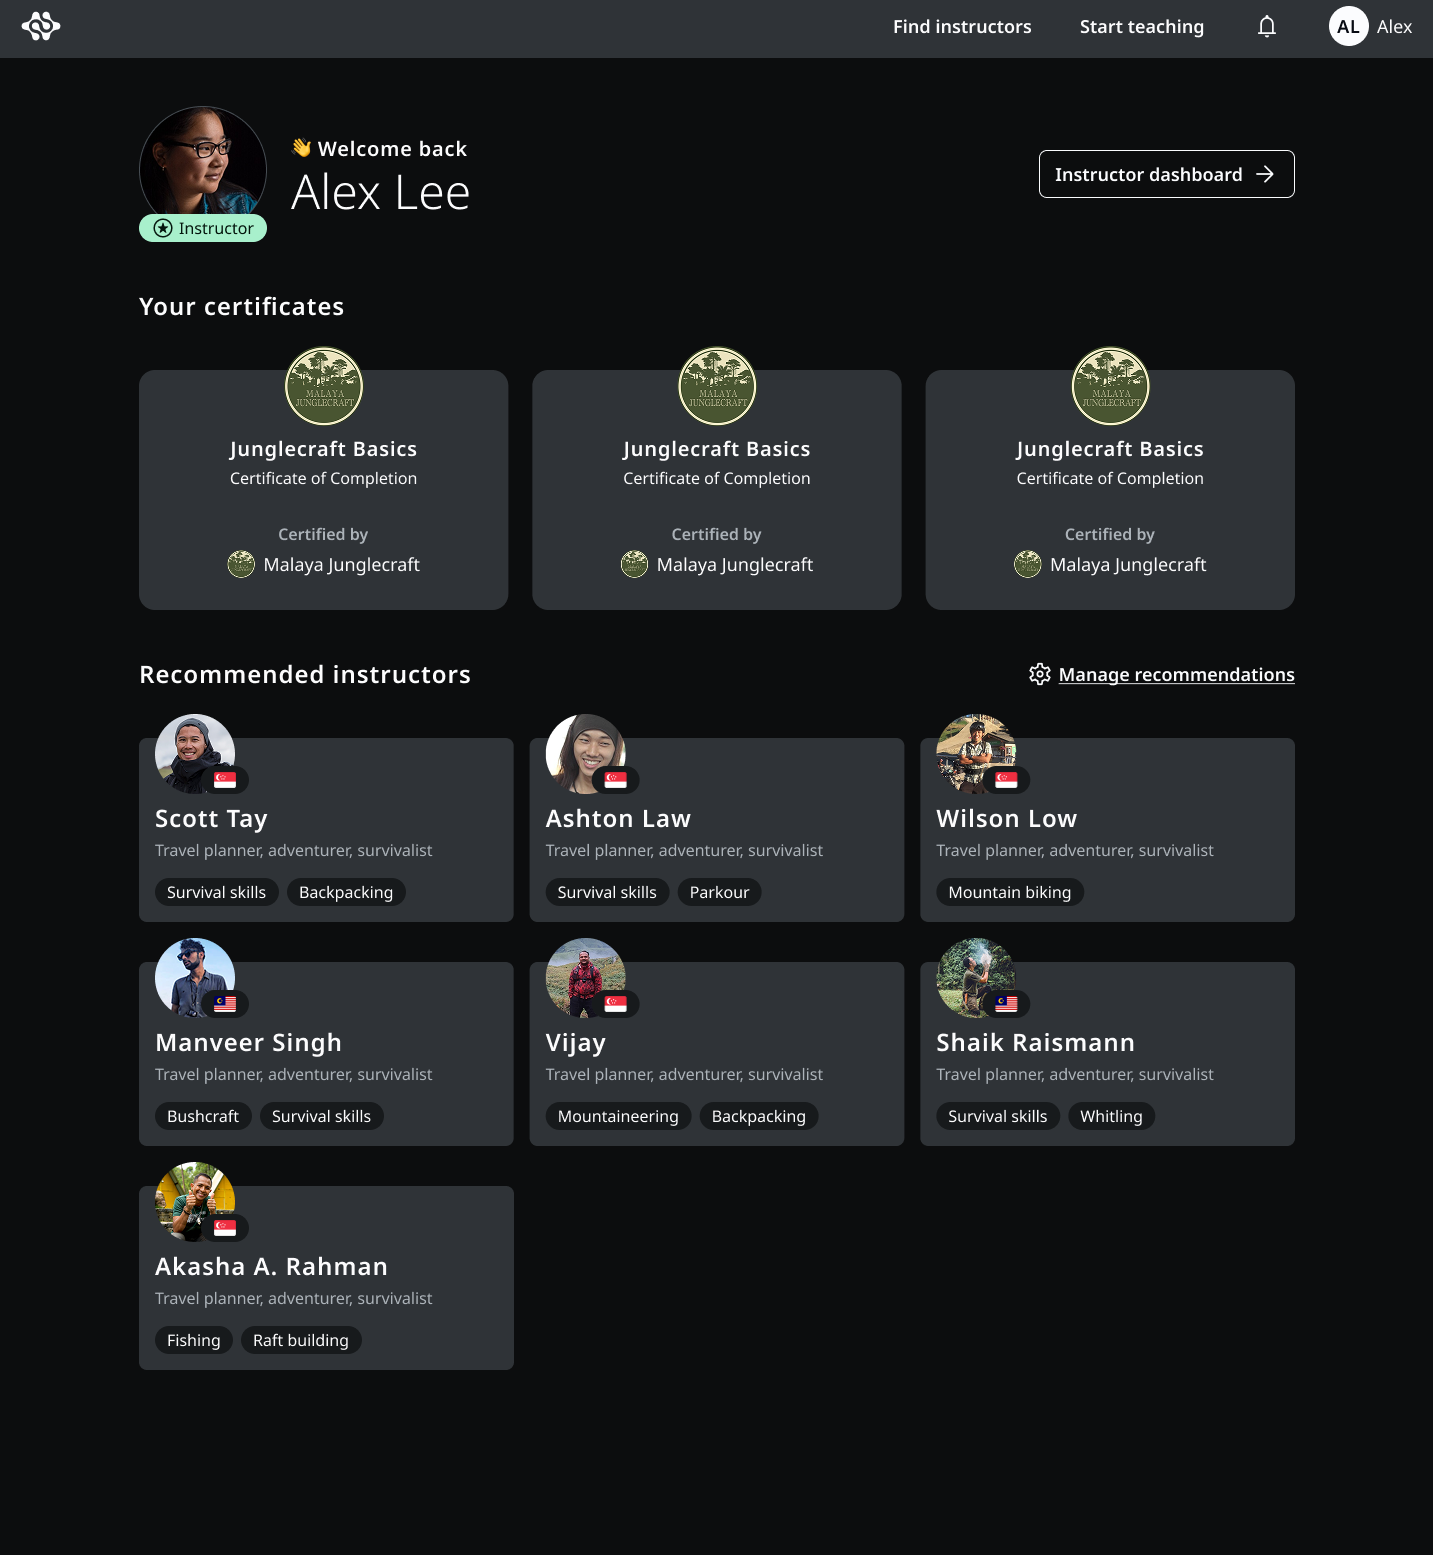 Find instructors
Start teaching
AL
Alex
👋 Welcome back
Alex Lee
Instructor
Instructor dashboard
Your certificates
MALAYA
JUNGLECRAFT
Junglecraft Basics
Certificate of Completion
Certified by
Malaya Junglecraft
MALAYA
JUNGLECRAFT
Junglecraft Basics
Certificate of Completion
Certified by
Malaya Junglecraft
MALAYA
JUNGLECRAFT
Junglecraft Basics
Certificate of Completion
Certified by
Malaya Junglecraft
Recommended instructors
Manage recommendations
Scott Tay
Travel planner, adventurer, survivalist
Survival skills
Backpacking
Ashton Law
Travel planner, adventurer, survivalist
Survival skills
Parkour
Wilson Low
Travel planner, adventurer, survivalist
Mountain biking
Manveer Singh
Travel planner, adventurer, survivalist
Bushcraft
Survival skills
Vijay
Travel planner, adventurer, survivalist
Mountaineering
Backpacking
Shaik Raismann
Travel planner, adventurer, survivalist
Survival skills
Whitling
Akasha A. Rahman
Travel planner, adventurer, survivalist
Fishing
Raft building